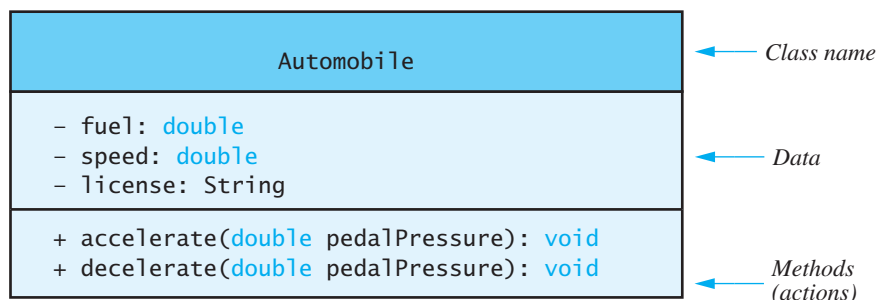 Automobile
Class name
– fuel: double
– speed: double
– license: String
Data
+ accelerate(double pedalPressure): void
+ decelerate(double pedalPressure): void
Methods
(actions)